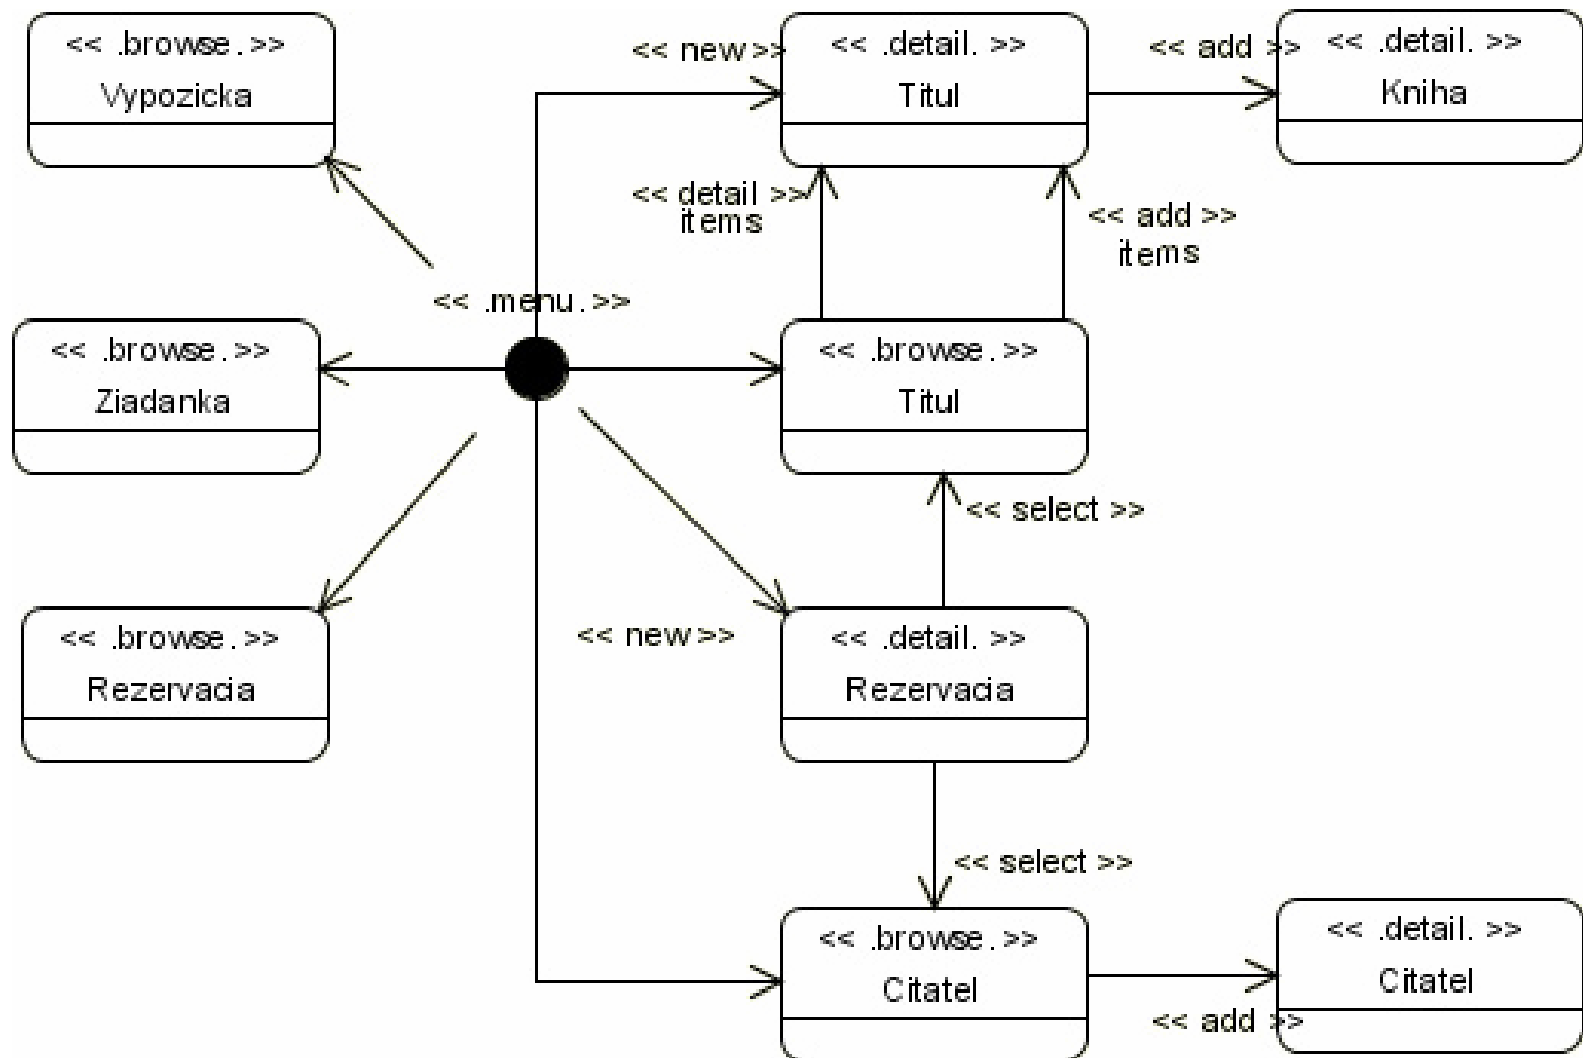 << .browse. >>
Vypozicka
<< new >>
<< .detail. >>
Titul
<< add >>
<< .detail. >>
Kniha
<< detail >>
items
<< add >>
items
<< .menu. >>
<< .browse. >>
Ziadanka
<< .browse. >>
Titul
<< select >>
<< .browse. >>
Rezervacia
<< new >>
<< .detail. >>
Rezervacia
<< select >>
<< .browse. >>
Citatel
<< .detail. >>
Citatel
<< add >>